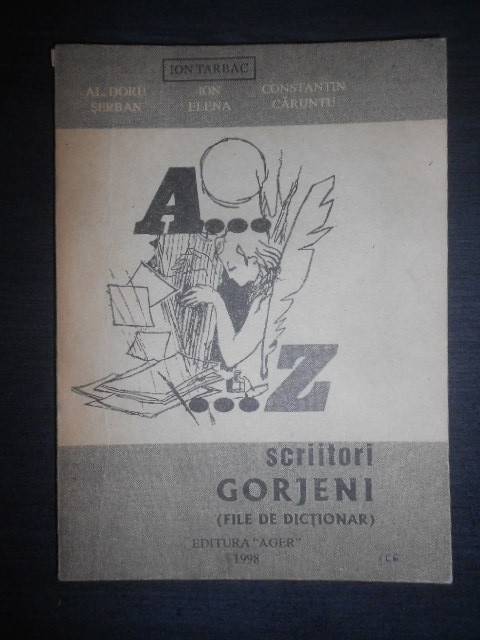 ION TARBAC
AL. DORU ION CONSTANTIN
ŞERBAN ELENA CĂRUNTU
A....
....Z
scriitori
GORJENI
(FILE DE DICŢIONAR)
EDITURA "AGER"
1998